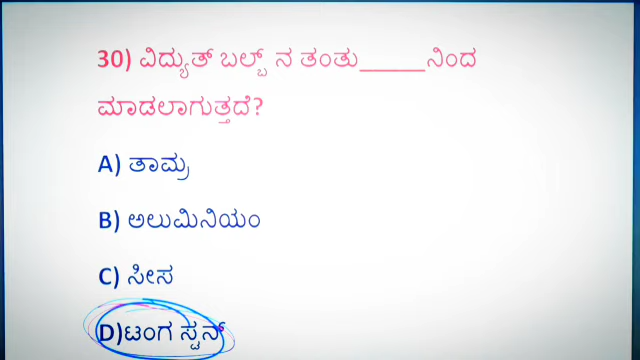 30) ವಿದ್ಯುತ್ ಬಲ್ಬ್ ನ ತಂತು_____ನಿಂದ
ಮಾಡಲಾಗುತ್ತದೆ?
A) ತಾಮ್ರ
B) ಅಲುಮಿನಿಯಂ
C) ಸೀಸ
D)ಟಂಗ ಸ್ಟನ್